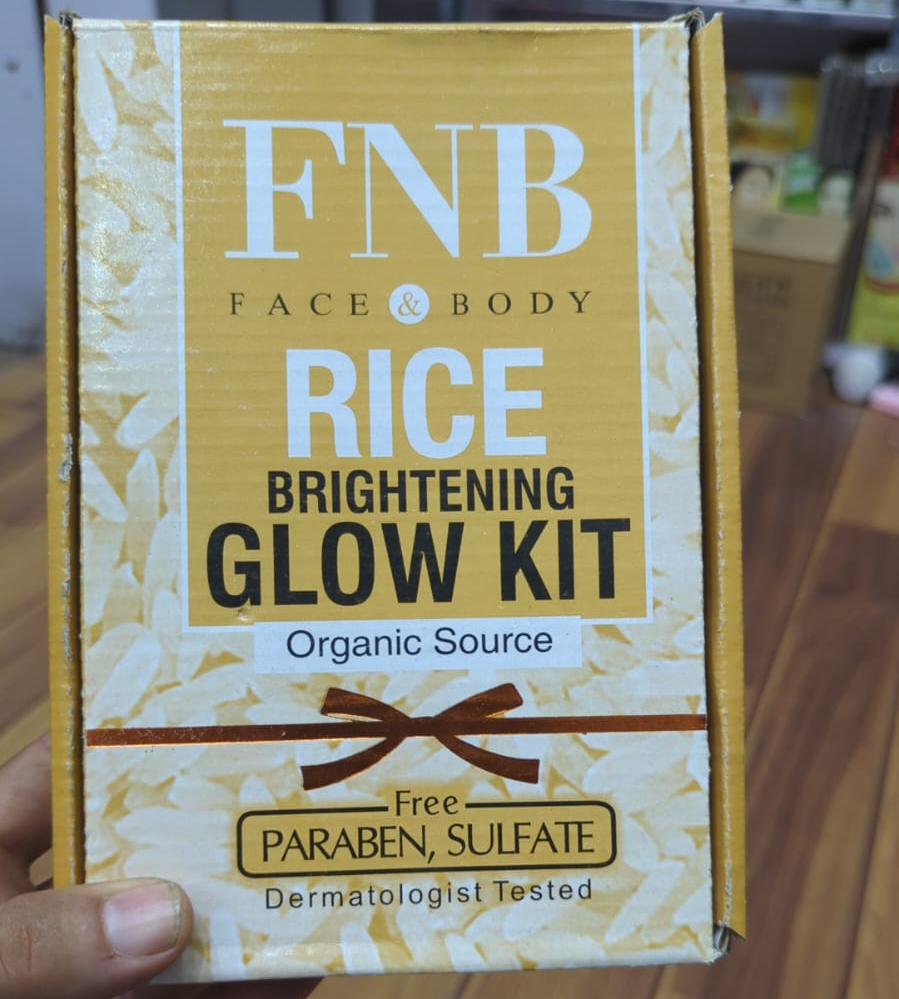 FNB
FACE & BODY
RICE
BRIGHTENING
GLOW KIT
Organic Source
Free
PARABEN, SULFATE
Dermatologist Tested